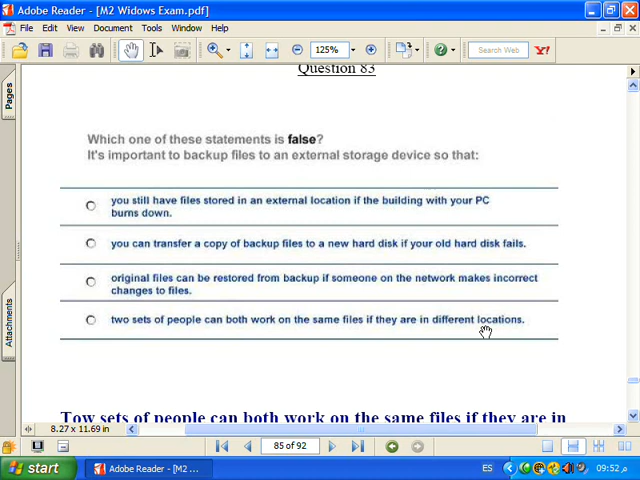 Adobe Reader - [M2 Widows Exam.pdf]
File Edit View Document Tools Window Help
125%
Search Web
Y!
Pages
Attachments
Question 83
Which one of these statements is false?
It's important to backup files to an external storage device so that:
you still have files stored in an external location if the building with your PC
burns down.
you can transfer a copy of backup files to a new hard disk if your old hard disk fails.
original files can be restored from backup if someone on the network makes incorrect
changes to files.
two sets of people can both work on the same files if they are in different locations.
Tow sets of people can both work on the same files if they are in
8.27 x 11.69 in
85 of 92
start
Adobe Reader - [M2 ...
ES
09:52 م